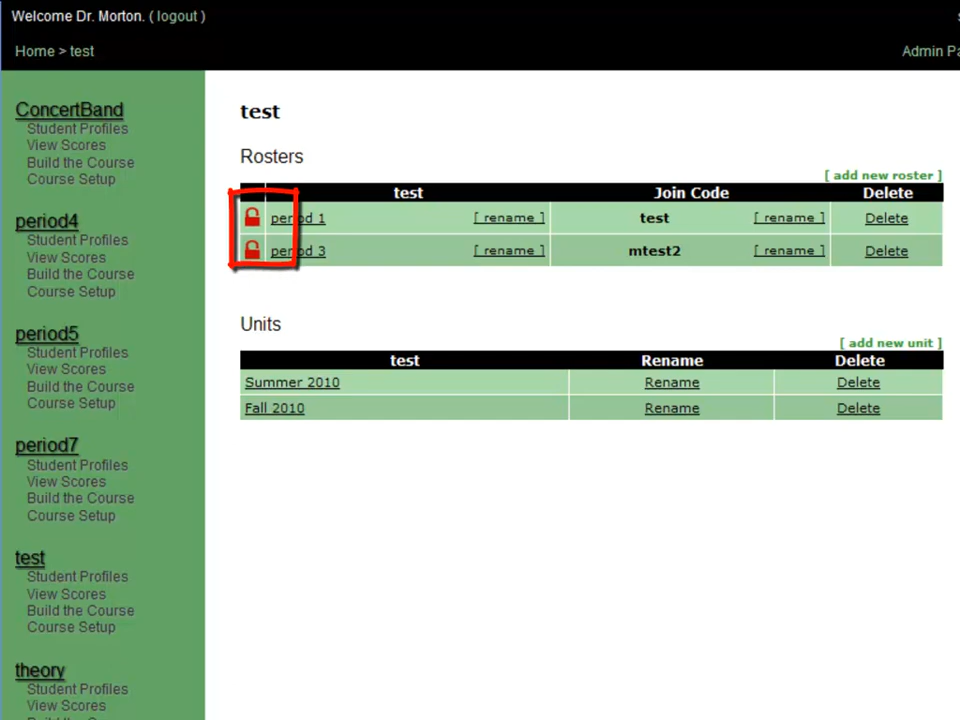 Welcome Dr. Morton. ( logout )
Home > test
Admin
ConcertBand
Student Profiles
View Scores
Build the Course
Course Setup
period4
Student Profiles
View Scores
Build the Course
Course Setup
period5
Student Profiles
View Scores
Build the Course
Course Setup
period7
Student Profiles
View Scores
Build the Course
Course Setup
test
Student Profiles
View Scores
Build the Course
Course Setup
theory
Student Profiles
View Scores
test
Rosters
[ add new roster ]
test Join Code Delete
period 1 [ rename ] test [ rename ] Delete
period 3 [ rename ] mtest2 [ rename ] Delete
Units
[ add new unit ]
test Rename Delete
Summer 2010 Rename Delete
Fall 2010 Rename Delete